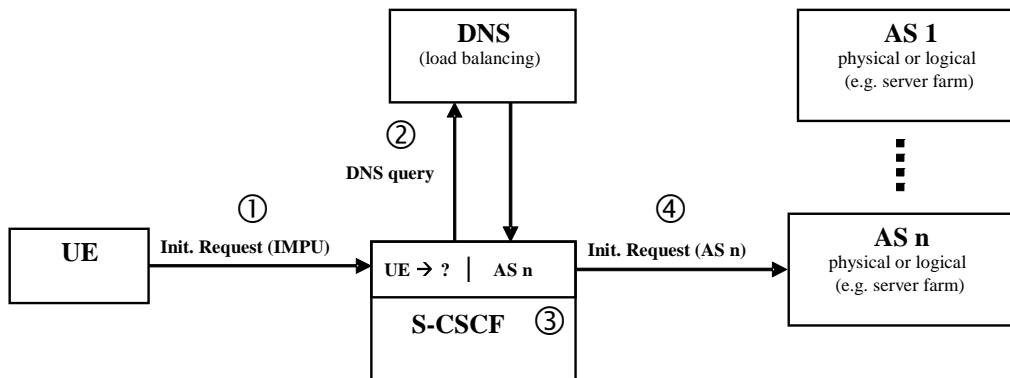 DNS
(load balancing)
AS 1
physical or logical
(e.g. server farm)
②
DNS query
①
④
UE
Init. Request (IMPU)
UE → ? | AS n
Init. Request (AS n)
AS n
physical or logical
(e.g. server farm)
S-CSCF
③